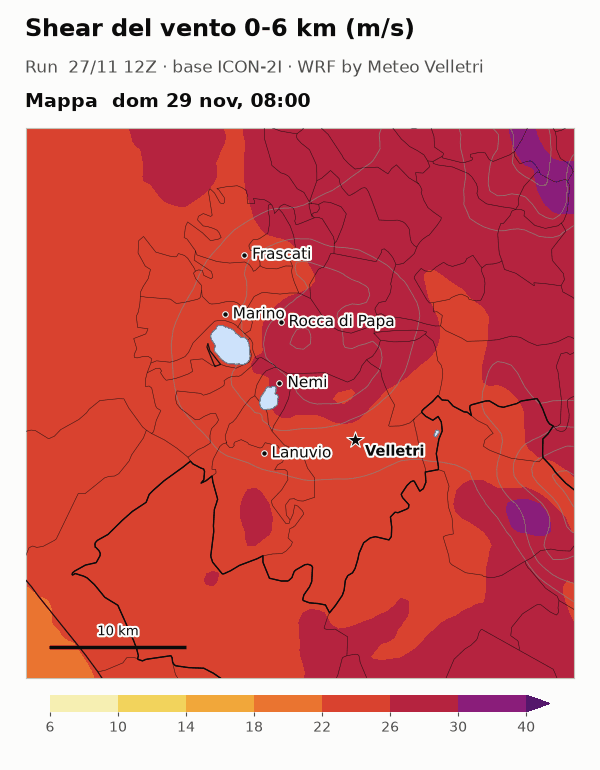 Shear del vento 0-6 km (m/s)
Run  27/11 12Z · base ICON-2I · WRF by Meteo Velletri
Mappa  dom 29 nov, 08:00
Frascati
Marino
Rocca di Papa
Nemi
Velletri
Lanuvio
10 km
6 10 14 18 22 26 30 40